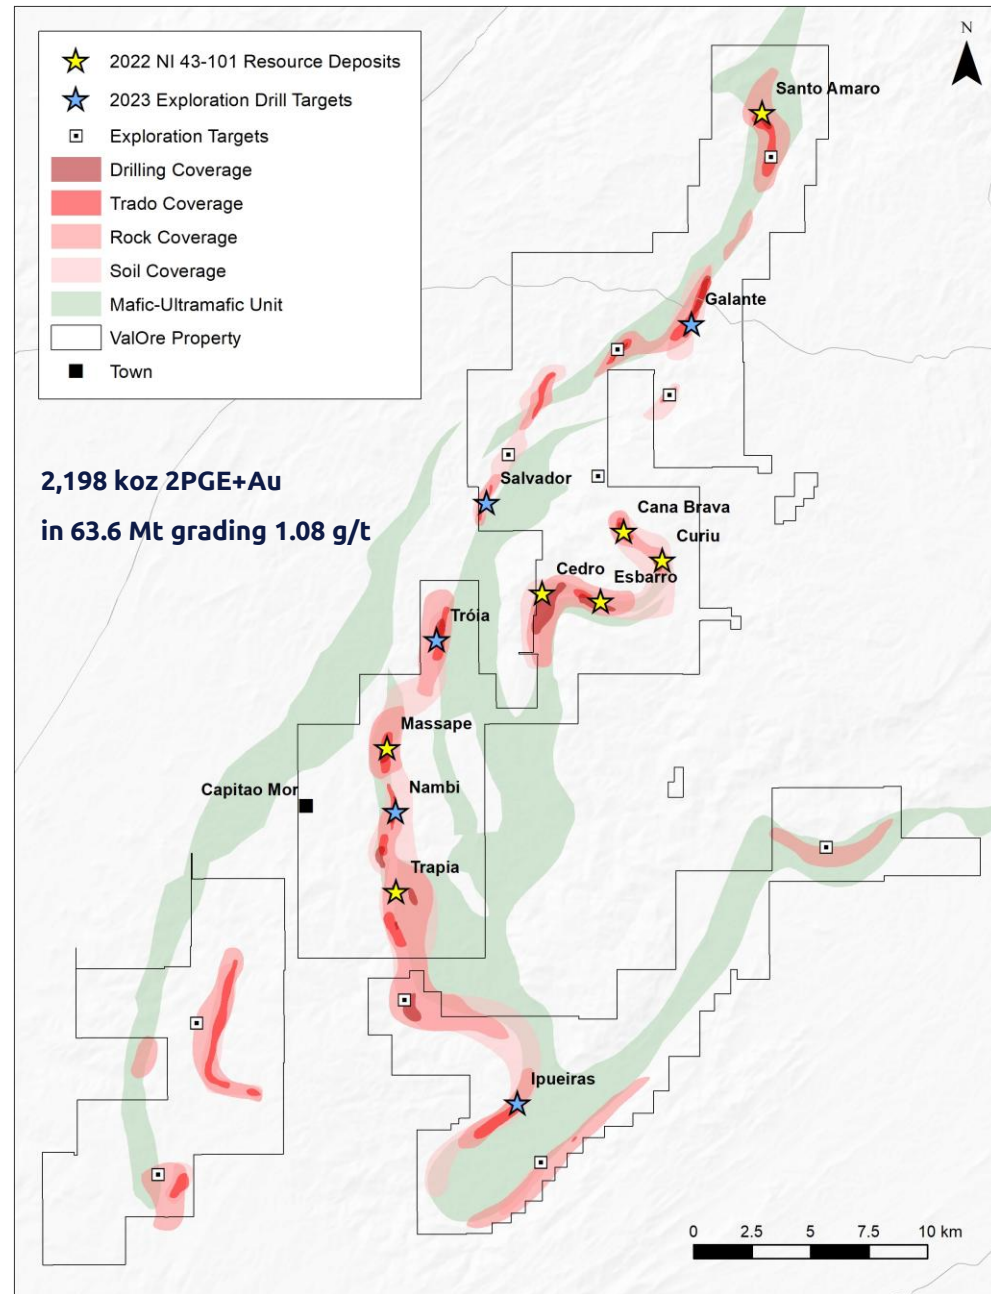 N
2022 NI 43-101 Resource Deposits
2023 Exploration Drill Targets
Exploration Targets
Drilling Coverage
Trado Coverage
Rock Coverage
Soil Coverage
Mafic-Ultramafic Unit
ValOre Property
Town
Santo Amaro
Galante
2,198 koz 2PGE+Au
in 63.6 Mt grading 1.08 g/t
Salvador
Cana Brava
Curiu
Cedro
Esbarro
Tróia
Massape
Capitao Mor
Nambi
Trapia
Ipueiras
0 2.5 5 7.5 10 km